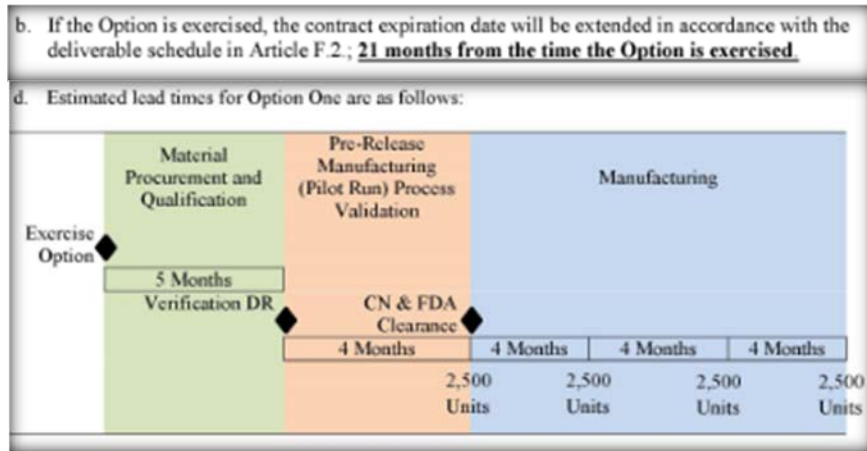 b. If the Option is exercised, the contract expiration date will be extended in accordance with the
deliverable schedule in Article F.2.; 21 months from the time the Option is exercised.
d. Estimated lead times for Option One are as follows:
Material
Procurement and
Qualification
Pre-Release
Manufacturing
(Pilot Run) Process
Validation
Manufacturing
Exercise
Option
5 Months
Verification DR
CN & FDA
Clearance
4 Months
4 Months
4 Months
4 Months
2,500
Units
2,500
Units
2,500
Units
2,500
Units